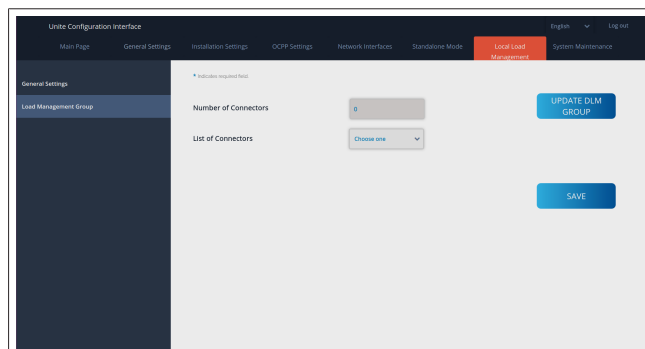 Unite Configuration Interface
English
Log out
Main Page
General Settings
Installation Settings
OCPP Settings
Network Interfaces
Standalone Mode
Local Load
Management
System Maintenance
General Settings
Load Management Group
* Indicates required field
Number of Connectors
0
UPDATE DLM
GROUP
List of Connectors
Choose one
SAVE